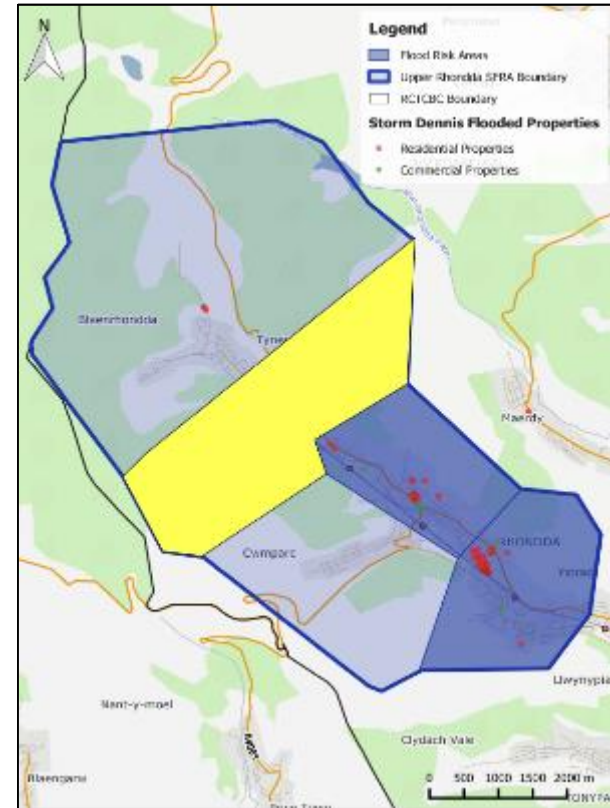 N
Legend
Flood Risk Areas
Upper Rhondda SFRA Boundary
RCTCBC Boundary
Storm Dennis Flooded Properties
Residential Properties
Commercial Properties
Blaenrhondda
Maerdy
RHONDDA
Cwmparc
Nant-y-moel
Clydach Vale
0 500 1000 1500 2000 m